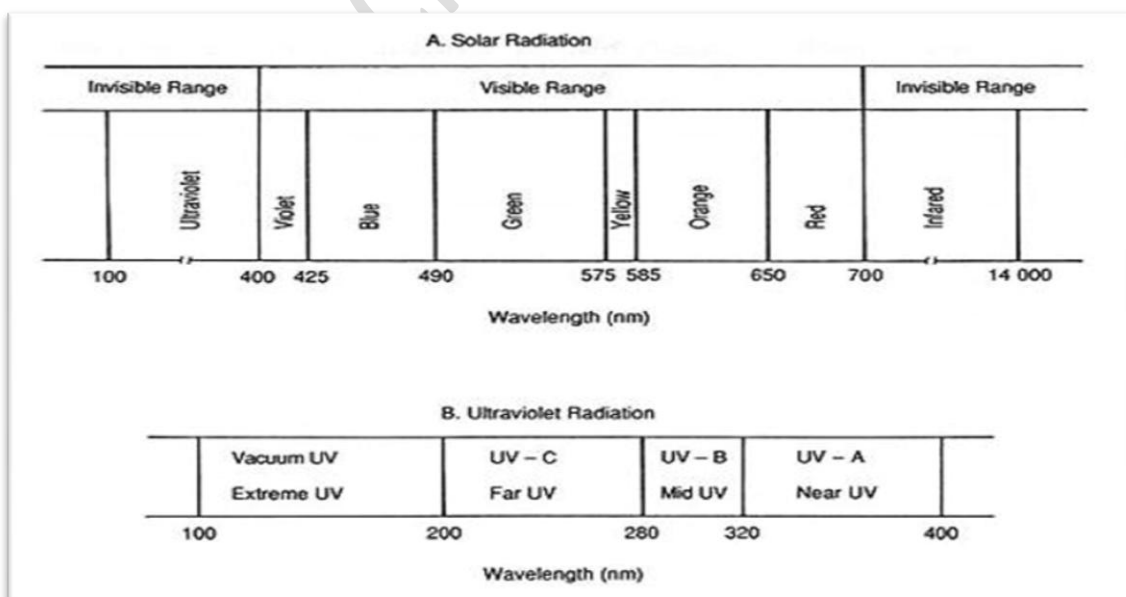 A. Solar Radiation
Invisible Range Visible Range Invisible Range
Ultraviolet Violet Blue Green Yellow Orange Red Infared
100 400 425 490 575 585 650 700 14 000
Wavelength (nm)
B. Ultraviolet Radiation
Vacuum UV UV – C UV – B UV – A
Extreme UV Far UV Mid UV Near UV
100 200 280 320 400
Wavelength (nm)